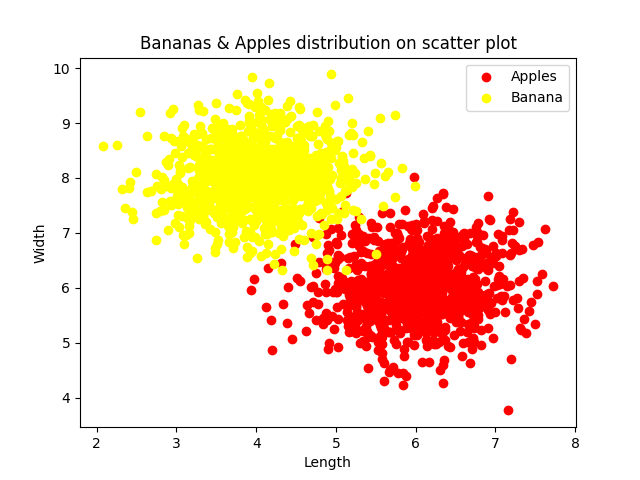 Bananas & Apples distribution on scatter plot
Apples
Banana
10
9
8
7
6
5
4
Width
2 3 4 5 6 7 8
Length